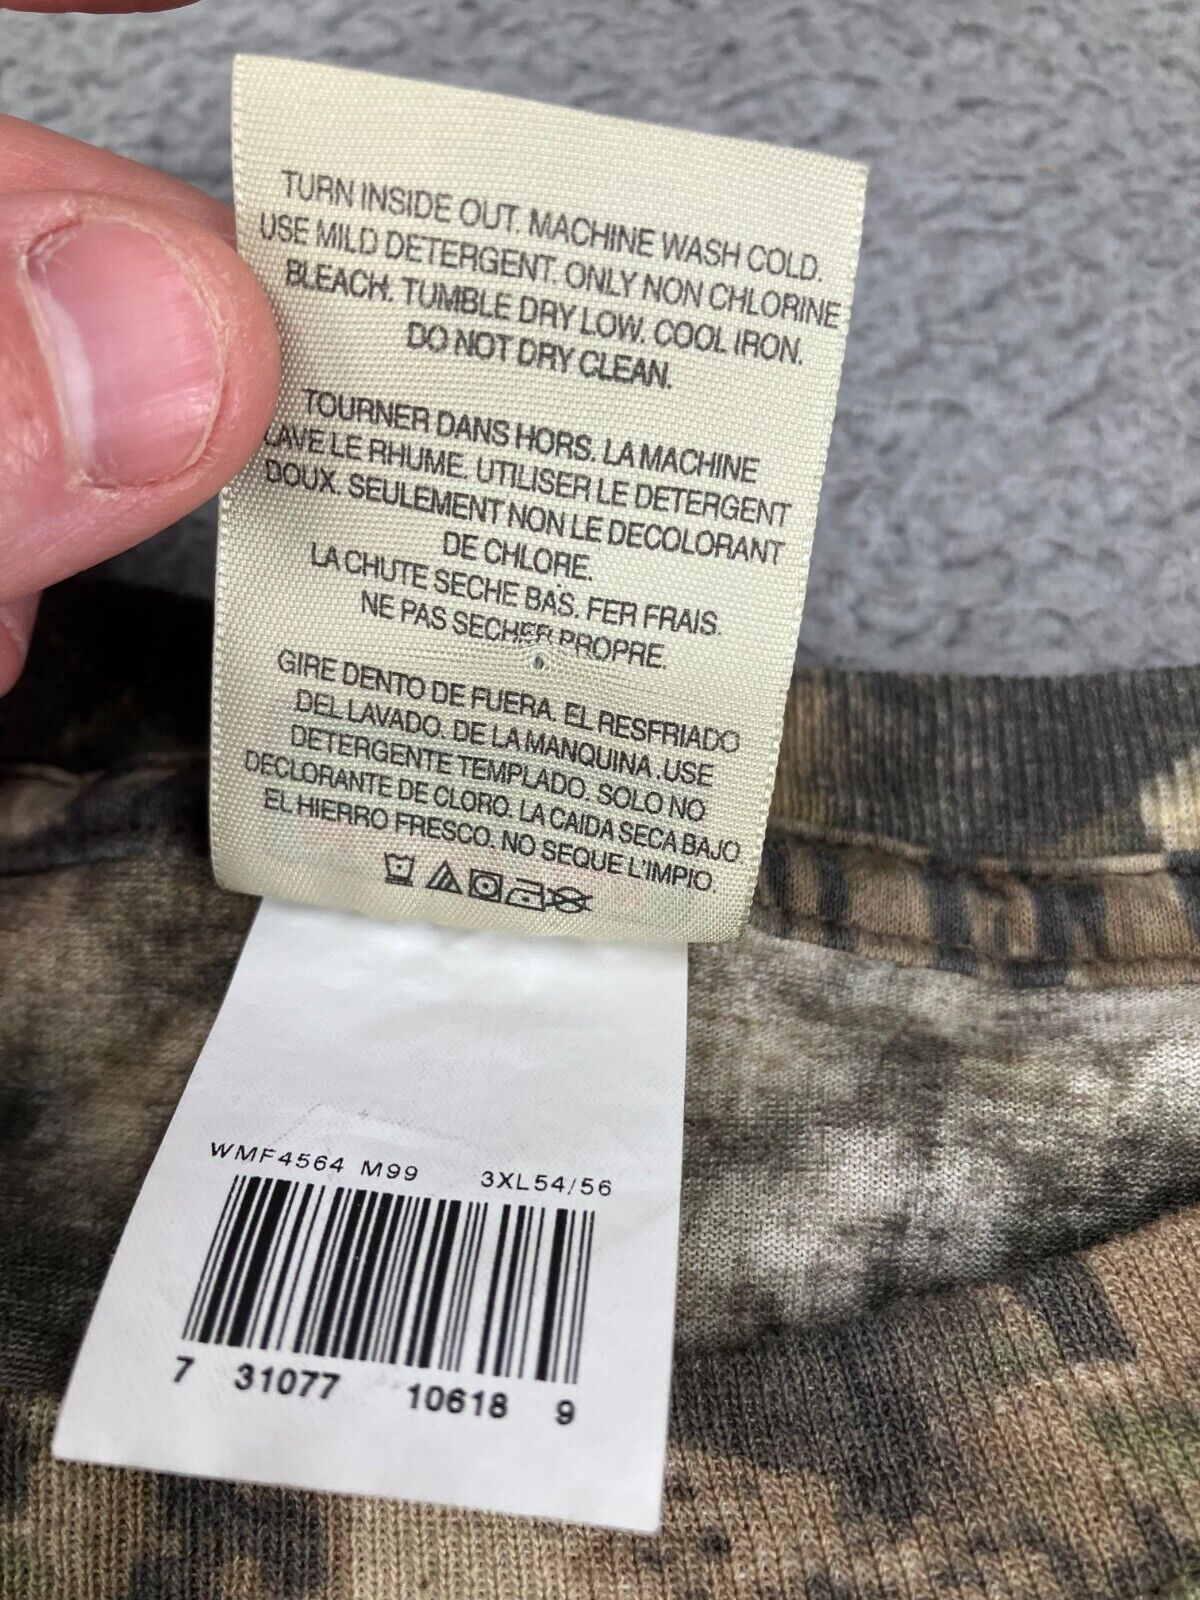 TURN INSIDE OUT. MACHINE WASH COLD.
USE MILD DETERGENT. ONLY NON CHLORINE
BLEACH. TUMBLE DRY LOW. COOL IRON.
DO NOT DRY CLEAN.
TOURNER DANS HORS. LA MACHINE
LAVE LE RHUME. UTILISER LE DETERGENT
DOUX. SEULEMENT NON LE DECOLORANT
DE CHLORE.
LA CHUTE SECHE BAS. FER FRAIS.
NE PAS SECHER PROPRE.
GIRE DENTO DE FUERA. EL RESFRIADO
DEL LAVADO. DE LA MANQUINA .USE
DETERGENTE TEMPLADO. SOLO NO
DECLORANTE DE CLORO. LA CAIDA SECA BAJO
EL HIERRO FRESCO. NO SEQUE L'IMPIO.
WMF4564 M99 3XL54/56
7 31077 10618 9